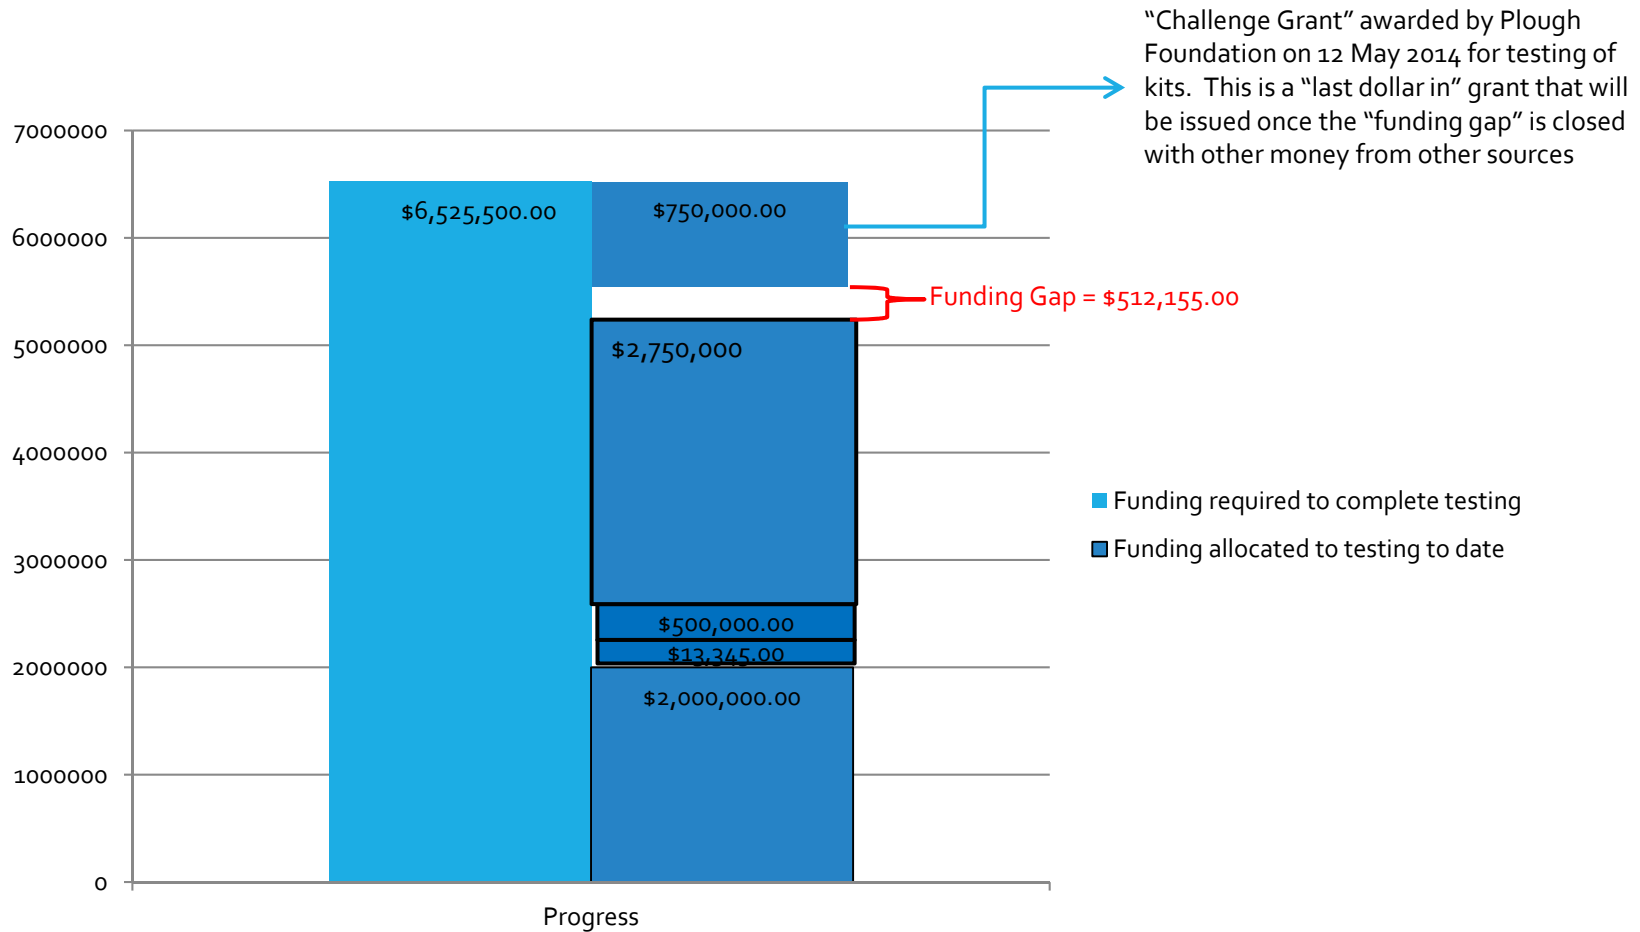 “Challenge Grant” awarded by Plough
Foundation on 12 May 2014 for testing of
kits.  This is a “last dollar in” grant that will
be issued once the “funding gap” is closed
with other money from other sources
7000000
6000000
5000000
4000000
3000000
2000000
1000000
0
$6,525,500.00
$750,000.00
Funding Gap = $512,155.00
$2,750,000
$500,000.00
$13,345.00
$2,000,000.00
Funding required to complete testing
Funding allocated to testing to date
Progress